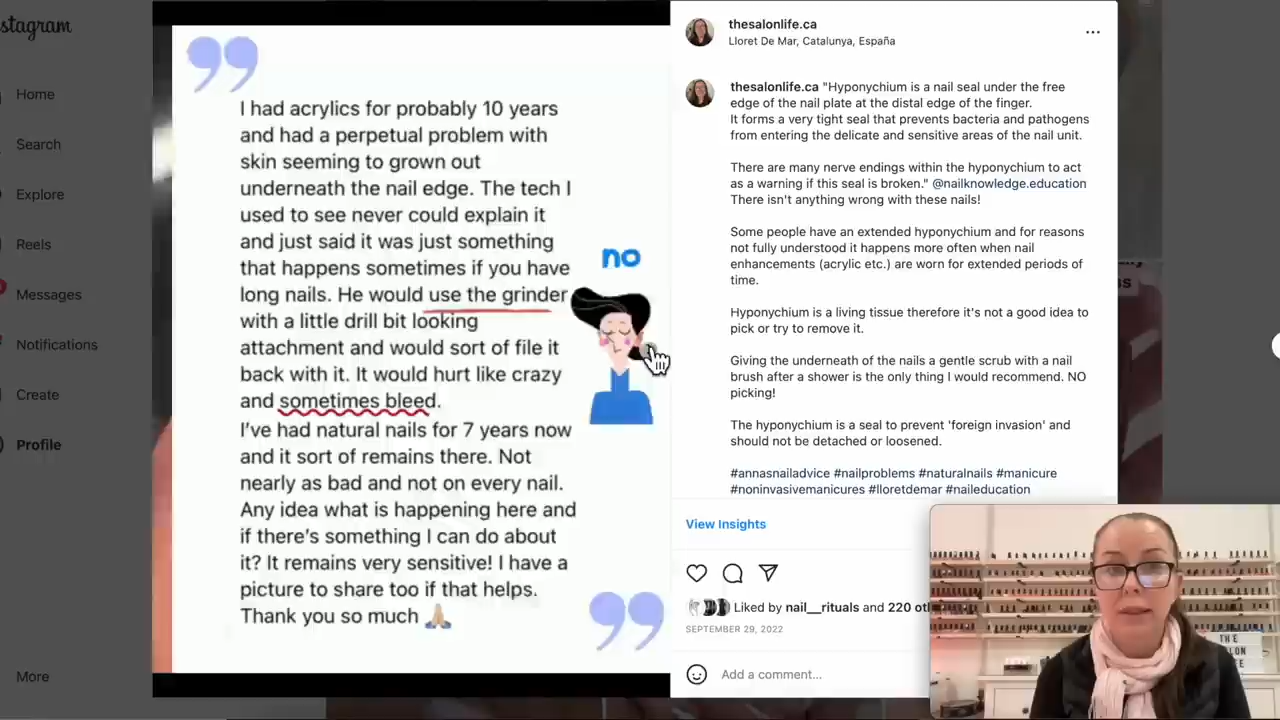 stagram
Home
Search
Explore
Reels
Messages
Notifications
Create
Profile
More
I had acrylics for probably 10 years
and had a perpetual problem with
skin seeming to grown out
underneath the nail edge. The tech I
used to see never could explain it
and just said it was just something
that happens sometimes if you have
long nails. He would use the grinder
with a little drill bit looking
attachment and would sort of file it
back with it. It would hurt like crazy
and sometimes bleed.
I've had natural nails for 7 years now
and it sort of remains there. Not
nearly as bad and not on every nail.
Any idea what is happening here and
if there's something I can do about
it? It remains very sensitive! I have a
picture to share too if that helps.
Thank you so much 🙏🏼
no
thesalonlife.ca
Lloret De Mar, Catalunya, España
thesalonlife.ca "Hyponychium is a nail seal under the free
edge of the nail plate at the distal edge of the finger.
It forms a very tight seal that prevents bacteria and pathogens
from entering the delicate and sensitive areas of the nail unit.
There are many nerve endings within the hyponychium to act
as a warning if this seal is broken." @nailknowledge.education
There isn't anything wrong with these nails!
Some people have an extended hyponychium and for reasons
not fully understood it happens more often when nail
enhancements (acrylic etc.) are worn for extended periods of
time.
Hyponychium is a living tissue therefore it's not a good idea to
pick or try to remove it.
Giving the underneath of the nails a gentle scrub with a nail
brush after a shower is the only thing I would recommend. NO
picking!
The hyponychium is a seal to prevent 'foreign invasion' and
should not be detached or loosened.
#annasnailadvice #nailproblems #naturalnails #manicure
#noninvasivemanicures #lloretdemar #naileducation
View Insights
Liked by nail__rituals and 220 ot
SEPTEMBER 29, 2022
Add a comment...
THE